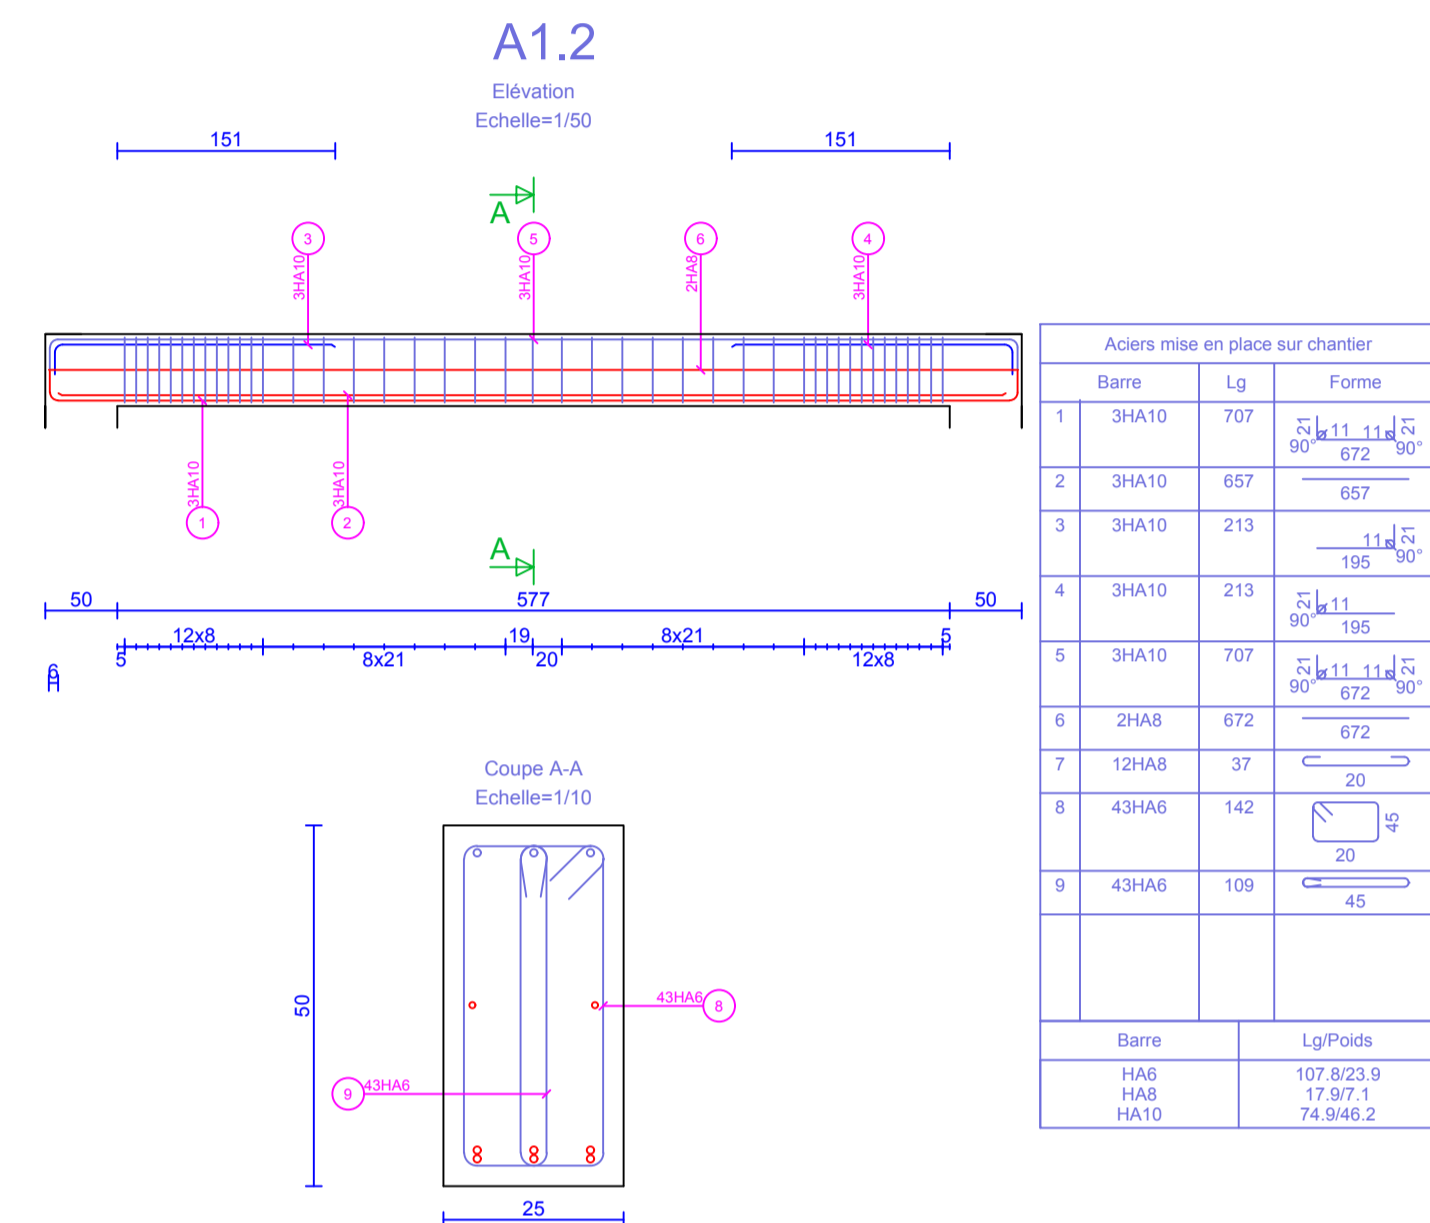 A1.2
Elévation
Echelle=1/50
151 151
A
3 5 6 4
3HA10 3HA10 2HA8 3HA10
3HA10 3HA10
1 2
A
50 577 50
12x8 19 8x21 5
5 8x21 20 12x8
6
Coupe A-A
Echelle=1/10
50
43HA6 8
9 43HA6
25
Aciers mise en place sur chantier
Barre Lg Forme
1 3HA10 707 21 90° 11 11 21 90° 672
2 3HA10 657 657
3 3HA10 213 11 21 90° 195
4 3HA10 213 21 90° 11 195
5 3HA10 707 21 90° 11 11 21 90° 672
6 2HA8 672 672
7 12HA8 37 20
8 43HA6 142 45 20
9 43HA6 109 45
Barre Lg/Poids
HA6 107.8/23.9
HA8 17.9/7.1
HA10 74.9/46.2